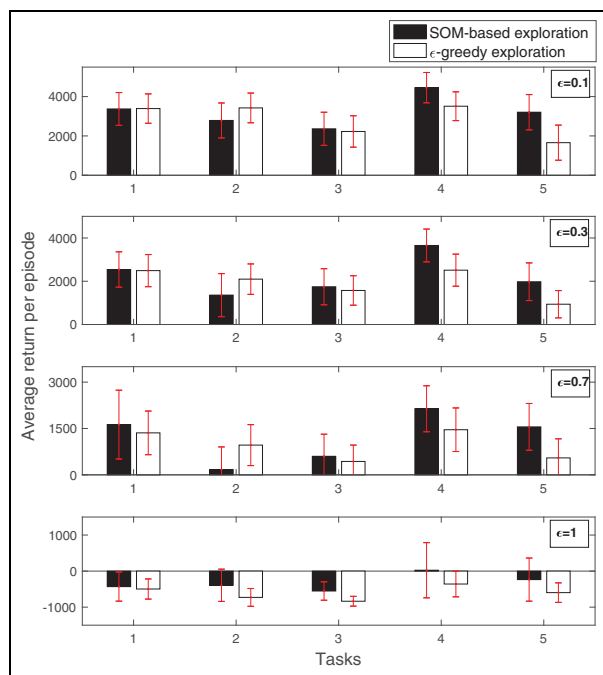 SOM-based exploration
ϵ-greedy exploration
ϵ=0.1
4000
2000
0
1 2 3 4 5
ϵ=0.3
4000
2000
0
1 2 3 4 5
Average return per episode
ϵ=0.7
3000
1500
0
1 2 3 4 5
ϵ=1
1000
0
-1000
1 2 3 4 5
Tasks